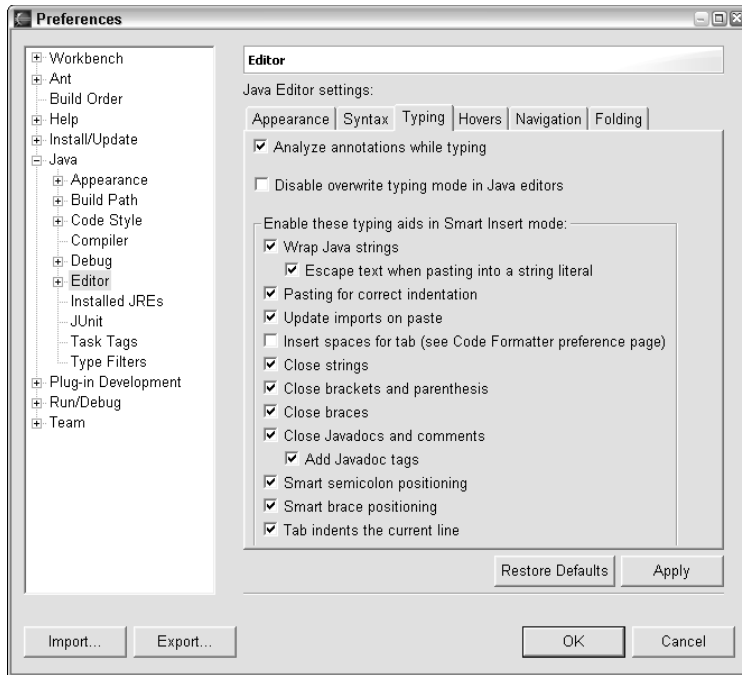 Preferences
Workbench
Ant
Build Order
Help
Install/Update
Java
Appearance
Build Path
Code Style
Compiler
Debug
Editor
Installed JREs
JUnit
Task Tags
Type Filters
Plug-in Development
Run/Debug
Team
Editor
Java Editor settings:
Appearance Syntax Typing Hovers Navigation Folding
Analyze annotations while typing
Disable overwrite typing mode in Java editors
Enable these typing aids in Smart Insert mode:
Wrap Java strings
Escape text when pasting into a string literal
Pasting for correct indentation
Update imports on paste
Insert spaces for tab (see Code Formatter preference page)
Close strings
Close brackets and parenthesis
Close braces
Close Javadocs and comments
Add Javadoc tags
Smart semicolon positioning
Smart brace positioning
Tab indents the current line
Restore Defaults Apply
Import... Export... OK Cancel